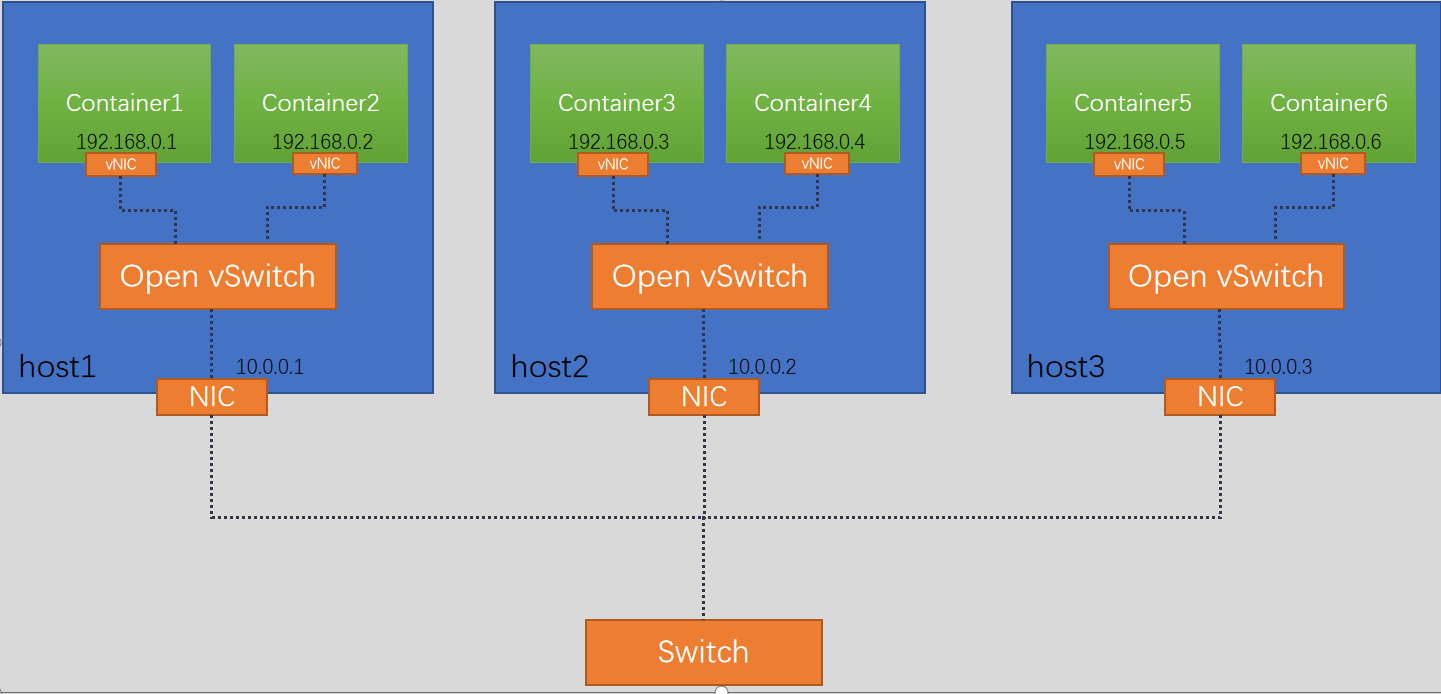 Container1
192.168.0.1
vNIC
Container2
192.168.0.2
vNIC
Open vSwitch
host1
10.0.0.1
NIC
Container3
192.168.0.3
vNIC
Container4
192.168.0.4
vNIC
Open vSwitch
host2
10.0.0.2
NIC
Container5
192.168.0.5
vNIC
Container6
192.168.0.6
vNIC
Open vSwitch
host3
10.0.0.3
NIC
Switch